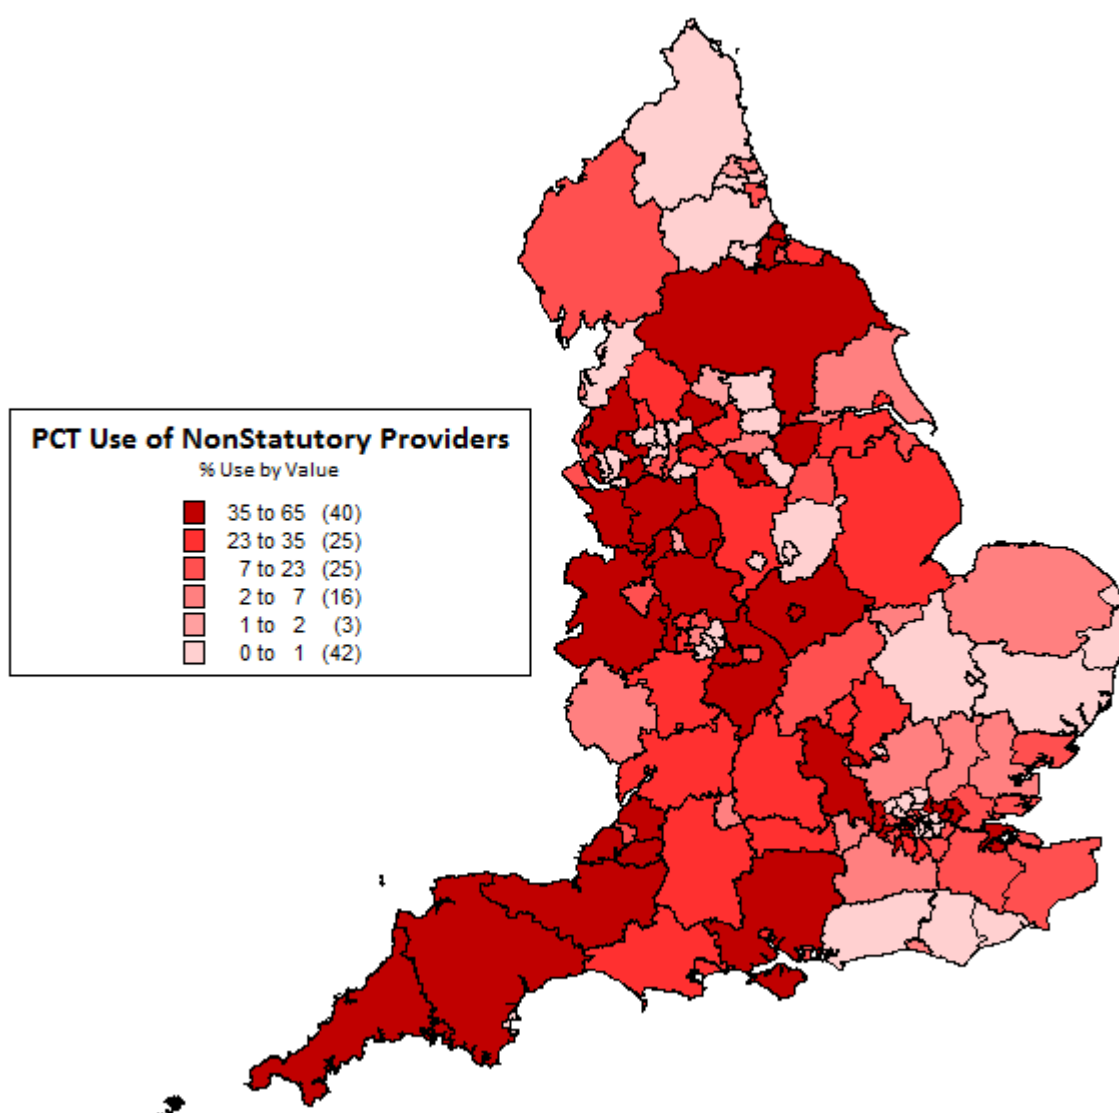 PCT Use of NonStatutory Providers
% Use by Value
35 to 65 (40)
23 to 35 (25)
7 to 23 (25)
2 to 7 (16)
1 to 2 (3)
0 to 1 (42)